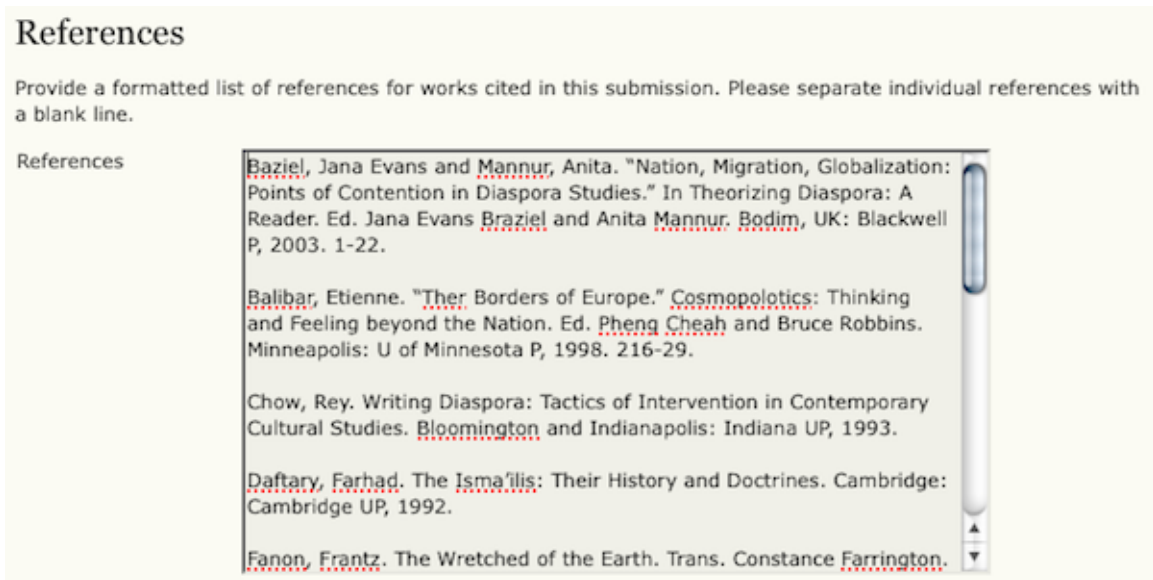 References
Provide a formatted list of references for works cited in this submission. Please separate individual references with
a blank line.
References
Baziel, Jana Evans and Mannur, Anita. “Nation, Migration, Globalization:
Points of Contention in Diaspora Studies.” In Theorizing Diaspora: A
Reader. Ed. Jana Evans Braziel and Anita Mannur. Bodim, UK: Blackwell
P, 2003. 1-22.
Balibar, Etienne. “Ther Borders of Europe.” Cosmopolotics: Thinking
and Feeling beyond the Nation. Ed. Pheng Cheah and Bruce Robbins.
Minneapolis: U of Minnesota P, 1998. 216-29.
Chow, Rey. Writing Diaspora: Tactics of Intervention in Contemporary
Cultural Studies. Bloomington and Indianapolis: Indiana UP, 1993.
Daftary, Farhad. The Isma’ilis: Their History and Doctrines. Cambridge:
Cambridge UP, 1992.
Fanon, Frantz. The Wretched of the Earth. Trans. Constance Farrington.